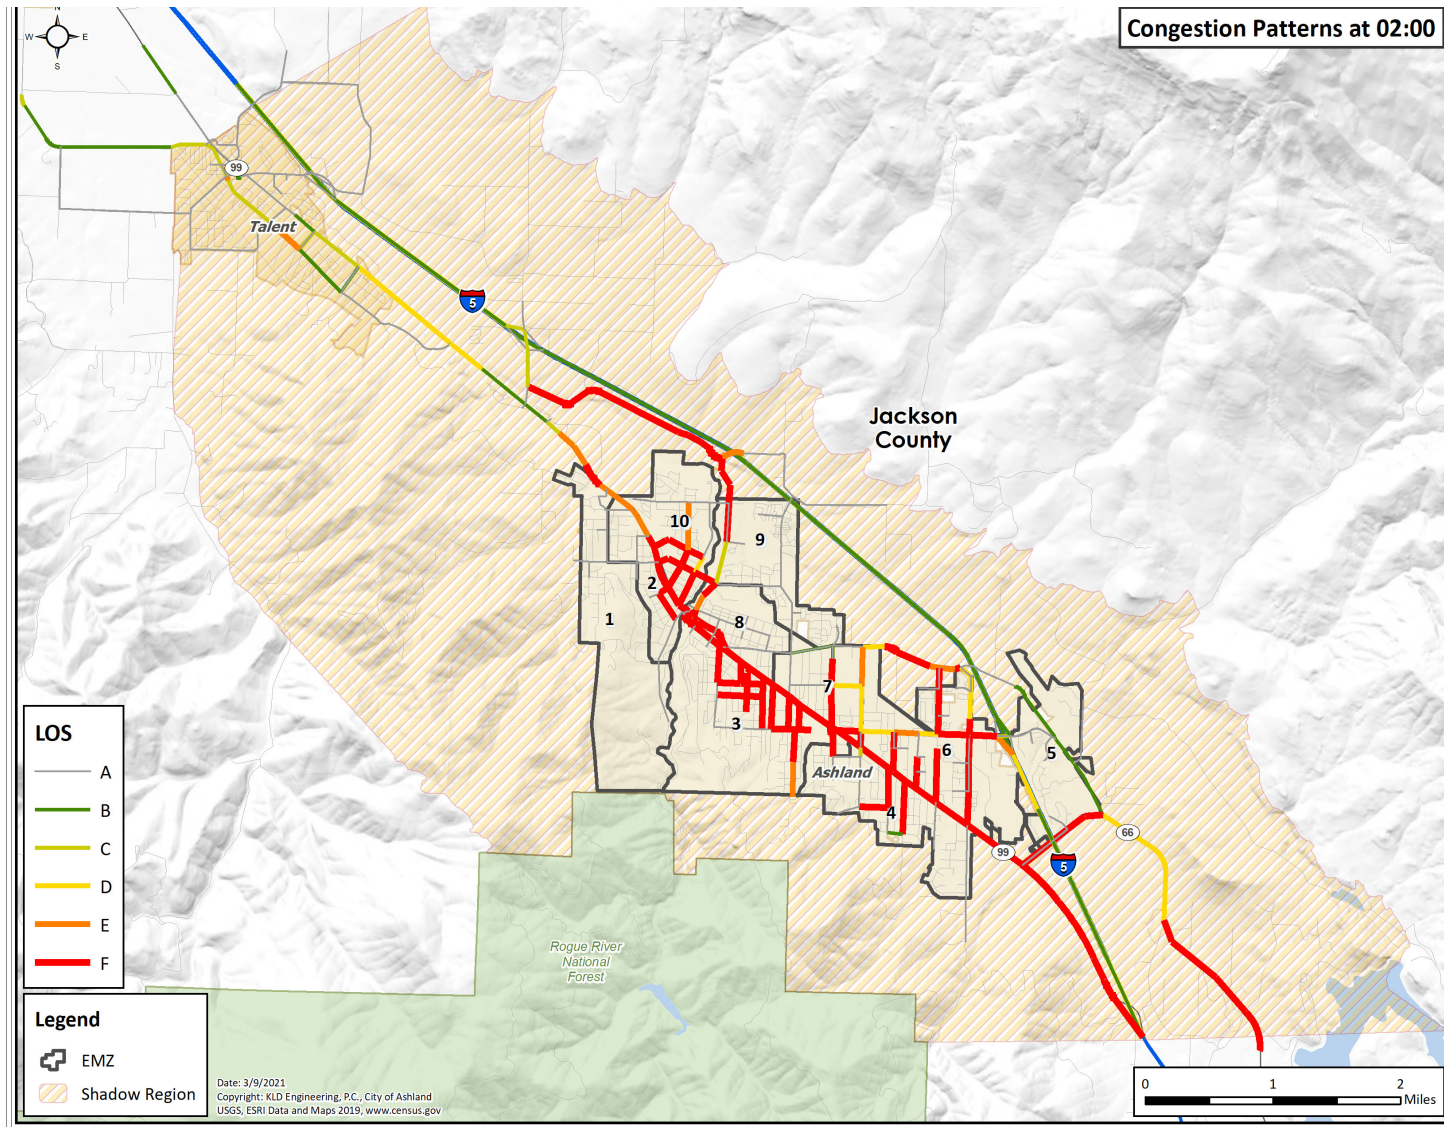 Congestion Patterns at 02:00
N
W E
S
99
Talent
5
Jackson
County
10
9
2
1
8
7
3
6
5
Ashland
4
66
99
5
LOS
A
B
C
D
E
F
Rogue River
National
Forest
Legend
EMZ
Shadow Region
Date: 3/9/2021
Copyright: KLD Engineering, P.C., City of Ashland
USGS, ESRI Data and Maps 2019, www.census.gov
0 1 2
Miles